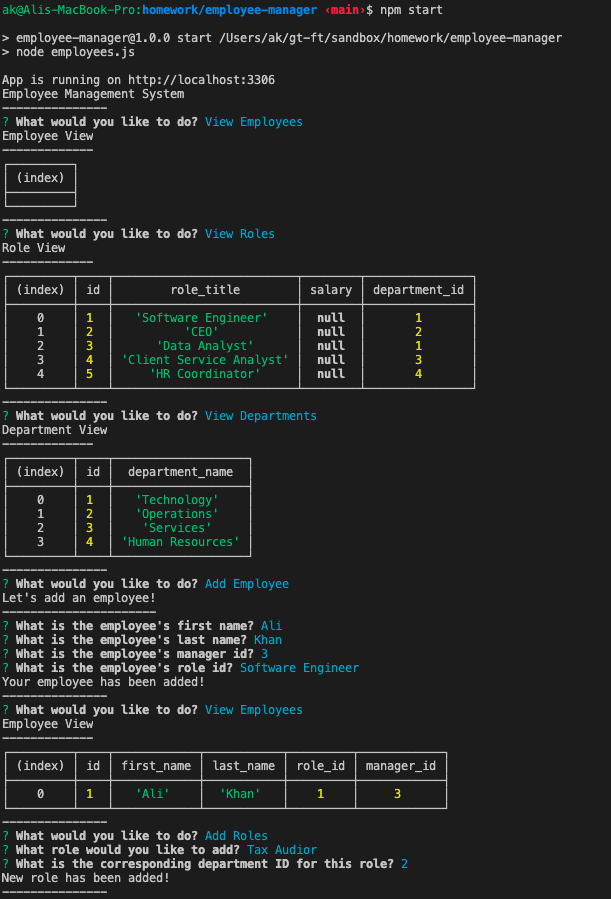 ak@Alis-MacBook-Pro:homework/employee-manager ‹main›$ npm start
> employee-manager@1.0.0 start /Users/ak/gt-ft/sandbox/homework/employee-manager
> node employees.js
App is running on http://localhost:3306
Employee Management System
---------------
? What would you like to do? View Employees
Employee View
-------------
(index)
---------------
? What would you like to do? View Roles
Role View
-------------
(index) id role_title salary department_id
0 1 'Software Engineer' null 1
1 2 'CEO' null 2
2 3 'Data Analyst' null 1
3 4 'Client Service Analyst' null 3
4 5 'HR Coordinator' null 4
---------------
? What would you like to do? View Departments
Department View
-------------
(index) id department_name
0 1 'Technology'
1 2 'Operations'
2 3 'Services'
3 4 'Human Resources'
---------------
? What would you like to do? Add Employee
Let's add an employee!
----------------------
? What is the employee's first name? Ali
? What is the employee's last name? Khan
? What is the employee's manager id? 3
? What is the employee's role id? Software Engineer
Your employee has been added!
---------------
? What would you like to do? View Employees
Employee View
-------------
(index) id first_name last_name role_id manager_id
0 1 'Ali' 'Khan' 1 3
---------------
? What would you like to do? Add Roles
? What role would you like to add? Tax Audior
? What is the corresponding department ID for this role? 2
New role has been added!
---------------